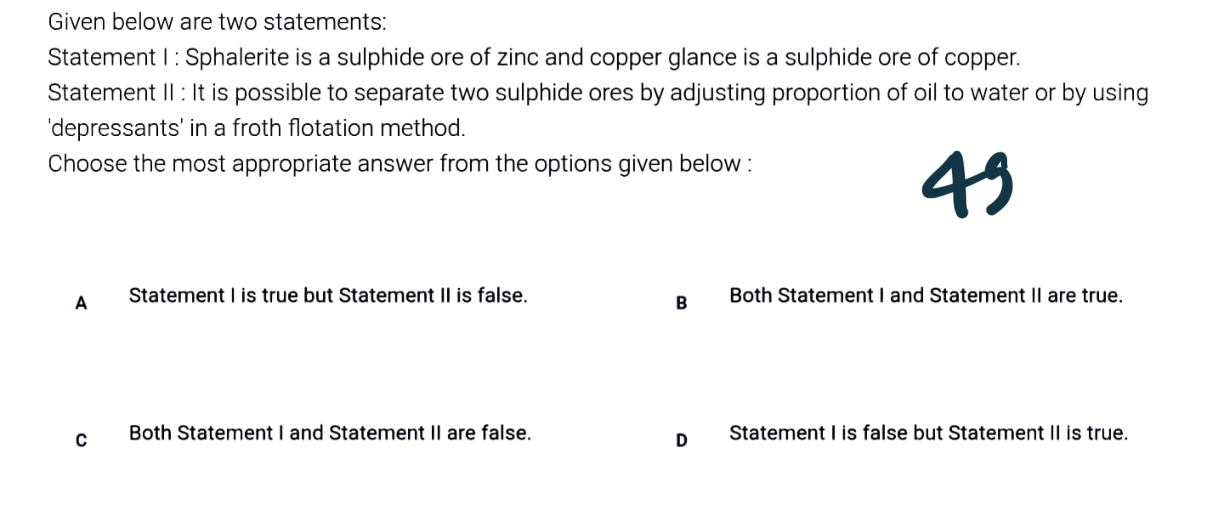 Given below are two statements:
Statement I : Sphalerite is a sulphide ore of zinc and copper glance is a sulphide ore of copper.
Statement II : It is possible to separate two sulphide ores by adjusting proportion of oil to water or by using
'depressants' in a froth flotation method.
Choose the most appropriate answer from the options given below :
49
A Statement I is true but Statement II is false.
B Both Statement I and Statement II are true.
C Both Statement I and Statement II are false.
D Statement I is false but Statement II is true.